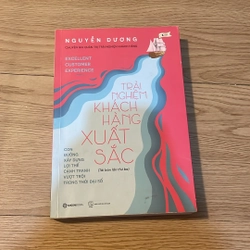 NGUYỄN DƯƠNG
EXCELLENT
CUSTOMER
EXPERIENCE
TRẢI
NGHIỆM
KHÁCH
HÀNG
XUẤT
SẮC
CON
ĐƯỜNG
XÂY DỰNG
LỢI THẾ
CẠNH TRANH
VƯỢT TRỘI
TRONG THỜI ĐẠI SỐ